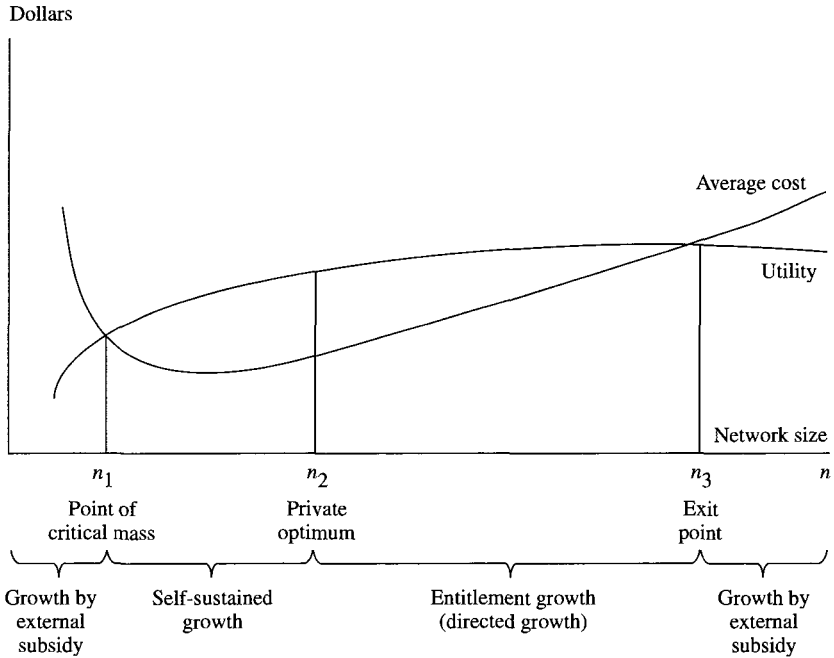 Dollars
Average cost
Utility
Network size
n1 n2 n3 n
Point of
critical mass
Private
optimum
Exit
point
Growth by
external
subsidy
Self-sustained
growth
Entitlement growth
(directed growth)
Growth by
external
subsidy